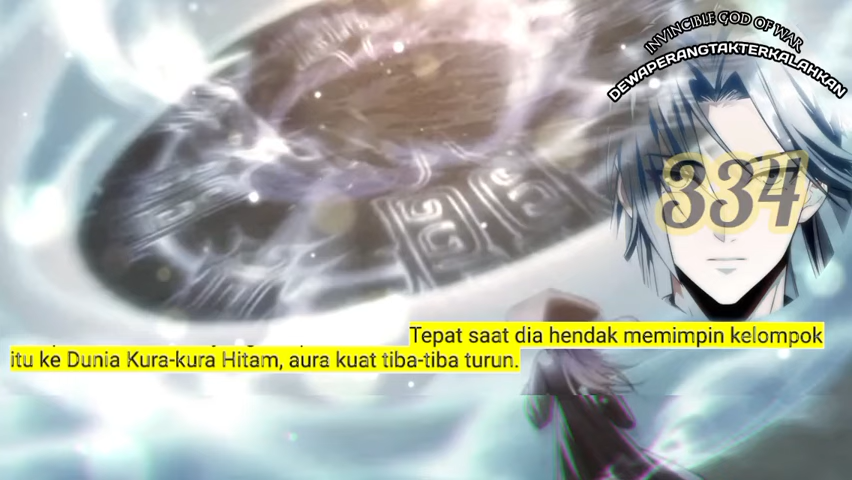 INVINCIBLE GOD OF WAR
DEWAPERANGTAKTERKALAHKAN
334
Tepat saat dia hendak memimpin kelompok
itu ke Dunia Kura-kura Hitam, aura kuat tiba-tiba turun.